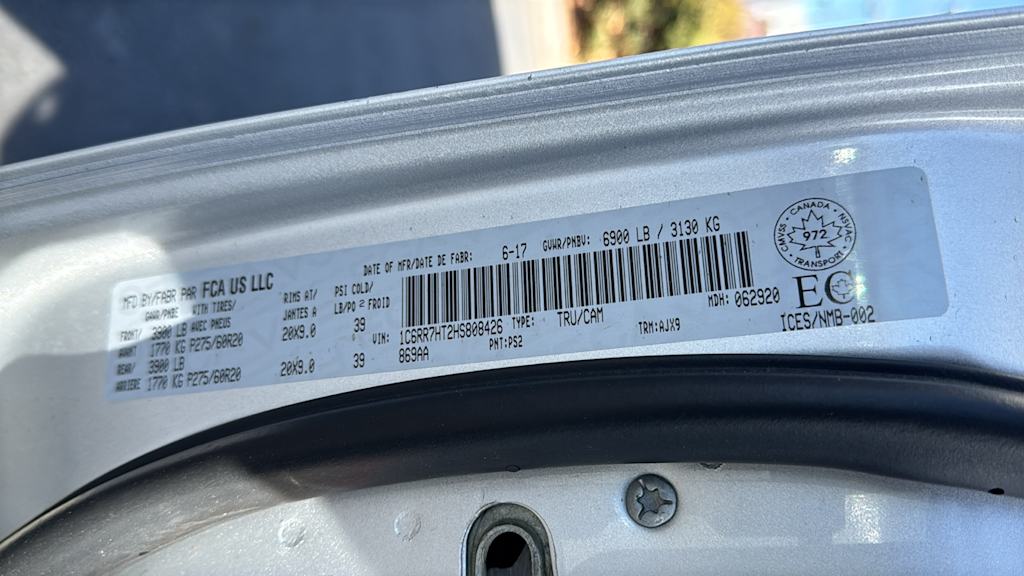 MFD BY/FABR PAR FCA US LLC
DATE OF MFR/DATE DE FABR: 6-17 GVWR/PNBV: 6900 LB / 3130 KG
GAWR/PNBE WITH TIRES/ RIMS AT/ PSI COLD/
AVEC PNEUS JANTES A LB/PO² FROID
FRONT/ 3900 LB
AVANT 1770 KG P275/60R20 20X9.0 39
REAR/ 3900 LB
ARRIERE 1770 KG P275/60R20 20X9.0 39
VIN: 1C6RR7HT2HS808426 TYPE: TRU/CAM MDH: 062920
869AA PNT:PS2 TRM:AJX9
CANADA
CMVSS 972 NSVAC
TRANSPORT
EC
ICES/NMB-002